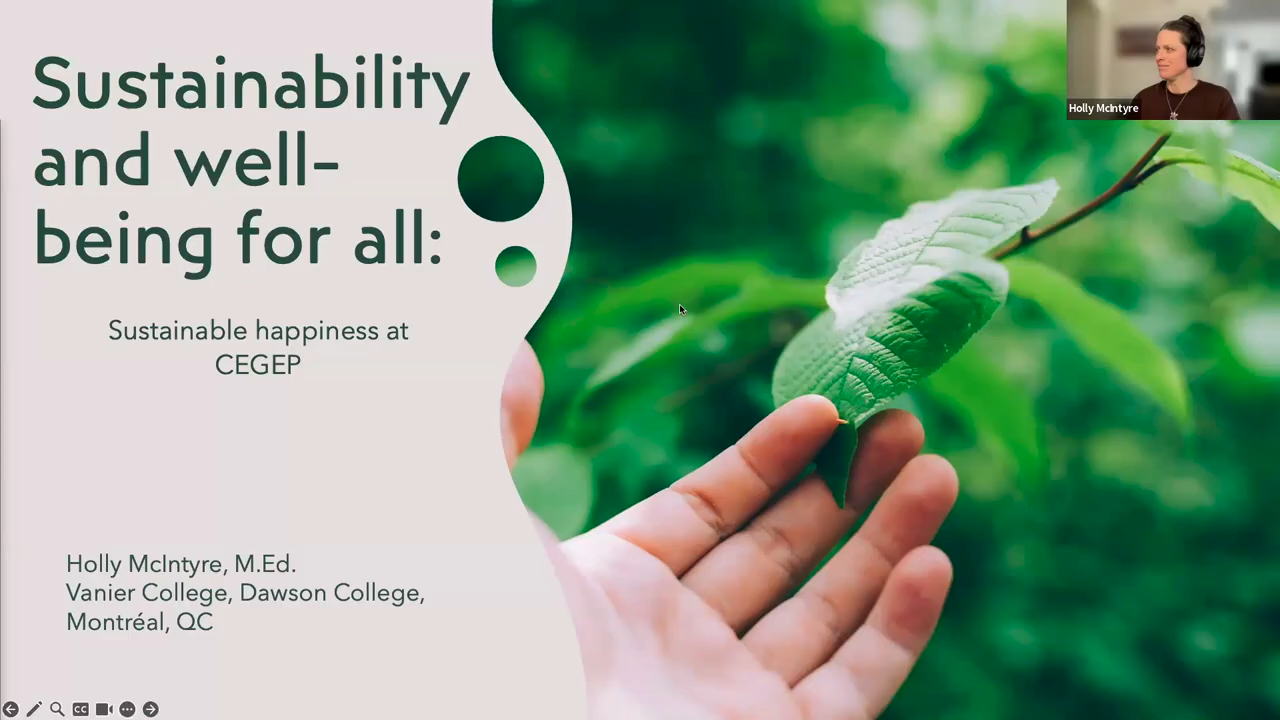 Sustainability
and well-
being for all:
Holly McIntyre
Sustainable happiness at
CEGEP
Holly McIntyre, M.Ed.
Vanier College, Dawson College,
Montréal, QC
CC